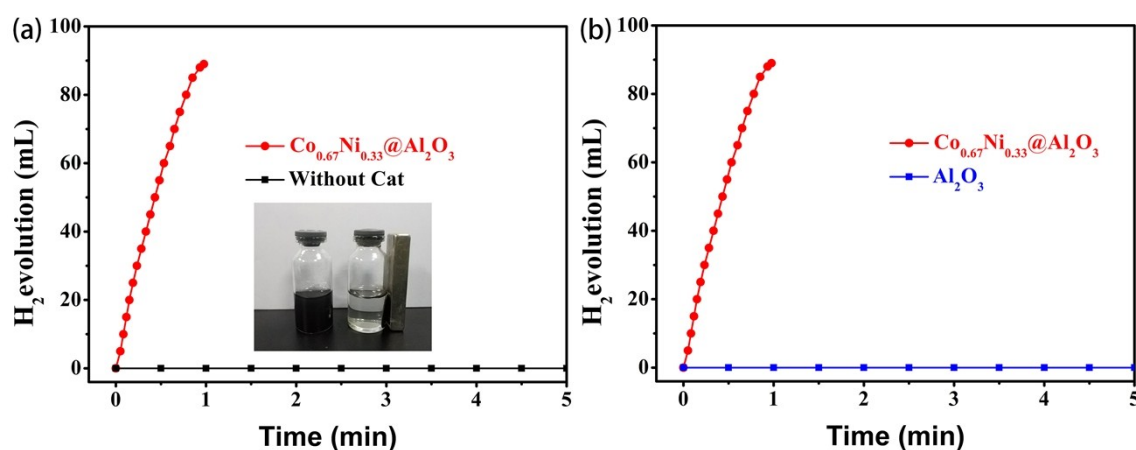 (a)
100
80
60
40
20
0
H₂ evolution (mL)
Co₀.₆₇Ni₀.₃₃@Al₂O₃
Without Cat
0 1 2 3 4 5
Time (min)
(b)
100
80
60
40
20
0
H₂ evolution (mL)
Co₀.₆₇Ni₀.₃₃@Al₂O₃
Al₂O₃
0 1 2 3 4 5
Time (min)